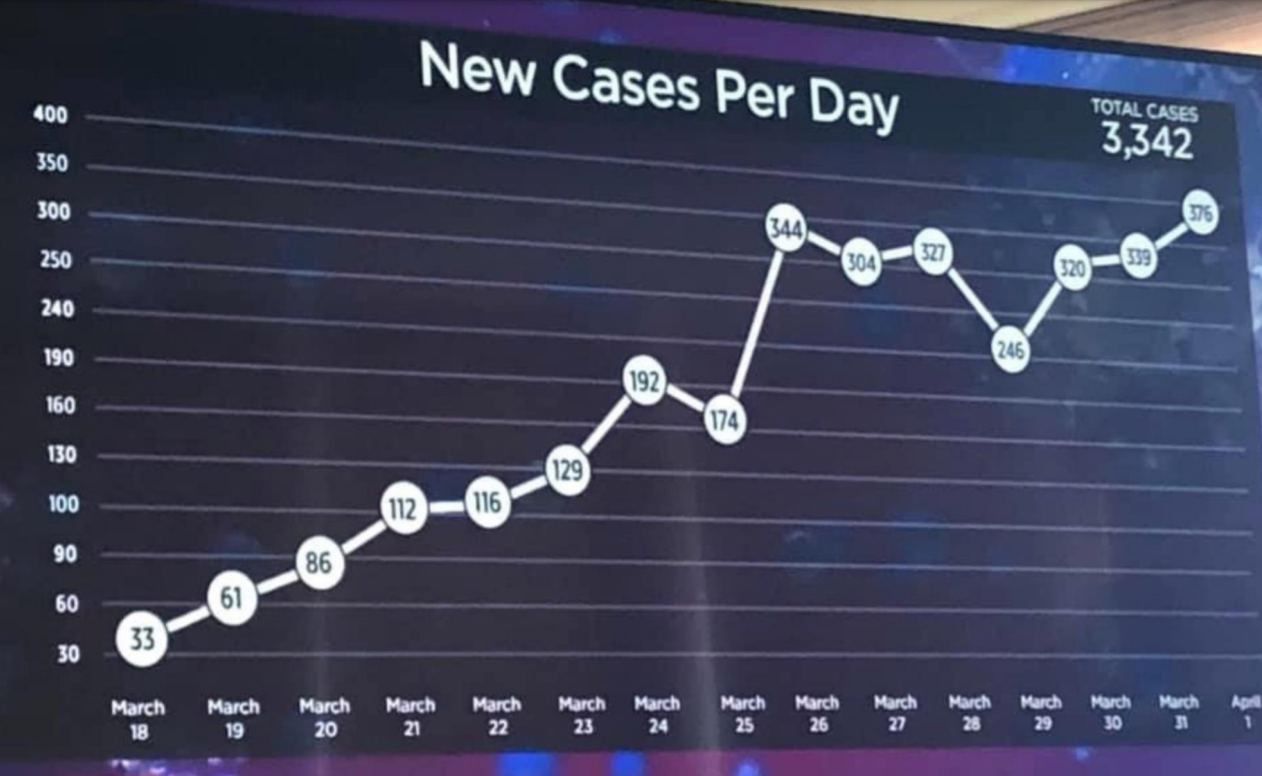 New Cases Per Day
TOTAL CASES
3,342
400
350
300
250
240
190
160
130
100
90
60
30
33
61
86
112
116
129
192
174
344
304
327
246
320
339
376
March
18
March
19
March
20
March
21
March
22
March
23
March
24
March
25
March
26
March
27
March
28
March
29
March
30
March
31
April
1